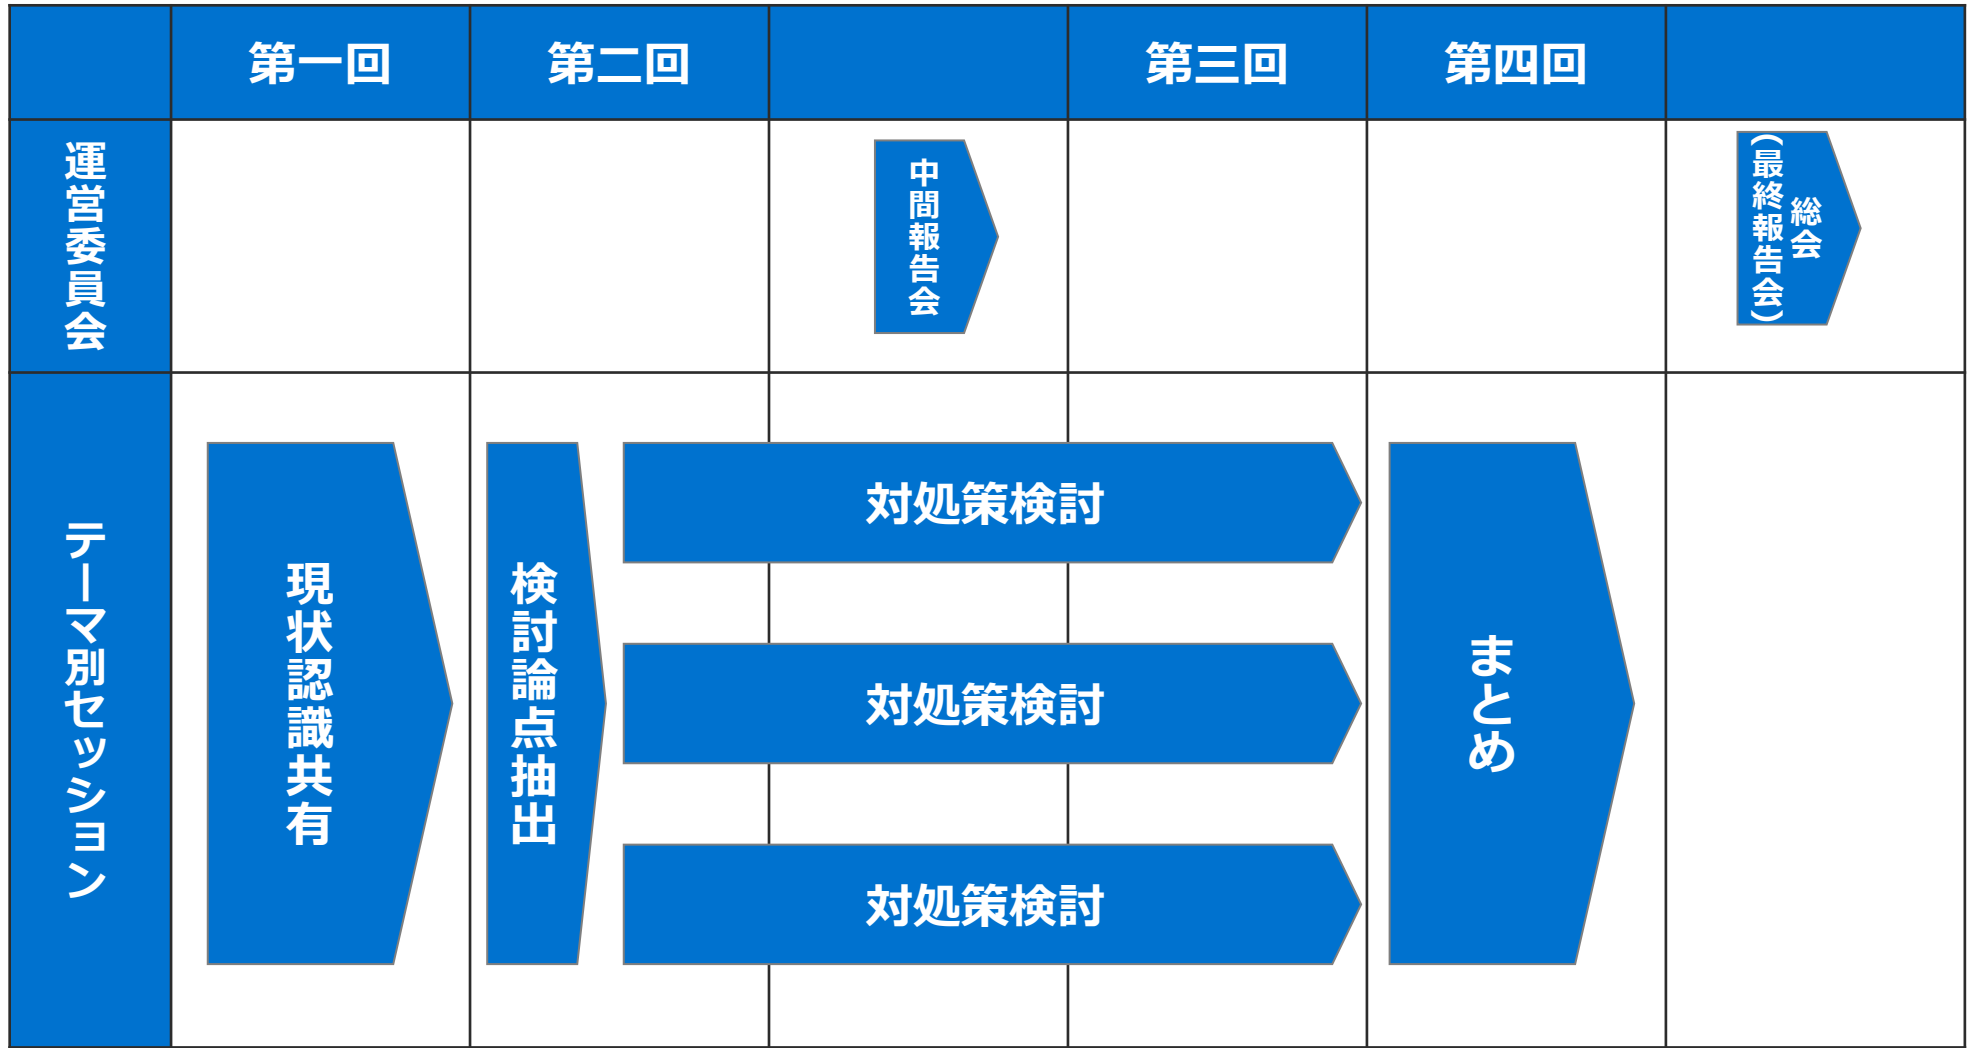 第一回
第二回
第三回
第四回
運営委員会
中間報告会
総会
(最終報告会)
テーマ別セッション
現状認識共有
検討論点抽出
対処策検討
対処策検討
対処策検討
まとめ